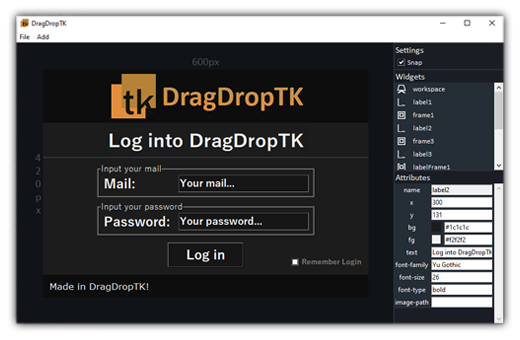 DragDropTK
File Add
600px
420px
tk DragDropTK
Log into DragDropTK
Input your mail
Mail: Your mail...
Input your password
Password: Your password...
Log in
Remember Login
Made in DragDropTK!
Settings
Snap
Widgets
workspace
label1
frame1
label2
frame3
label3
labelFrame1
Attributes
name label2
x 300
y 131
bg #1c1c1c
fg #f2f2f2
text Log into DragDropT
font-family Yu Gothic
font-size 26
font-type bold
image-path